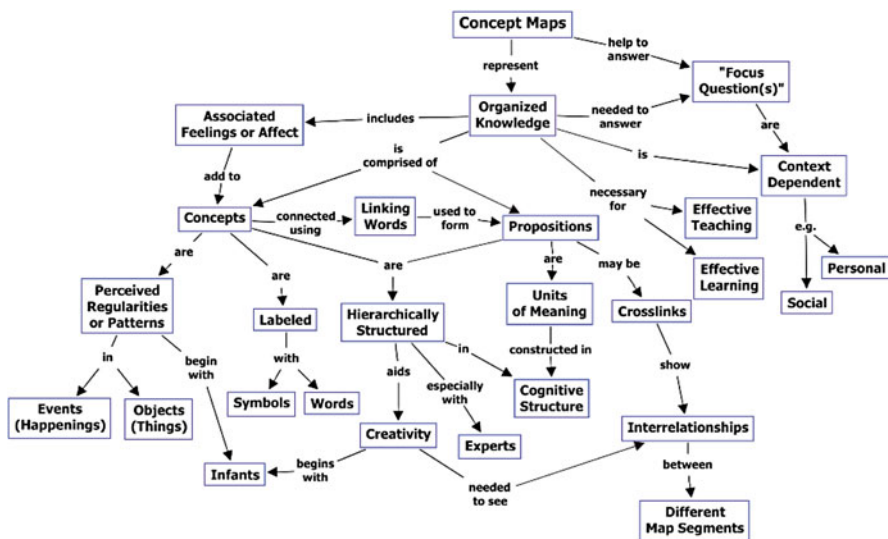 Concept Maps
help to
answer
represent
"Focus
Question(s)"
Associated
Feelings or Affect
includes
Organized
Knowledge
needed to
answer
are
is
comprised of
is
Context
Dependent
add to
necessary
for
Concepts
connected
using
Linking
Words
used to
form
Propositions
Effective
Teaching
e.g.
are
are
are
are
may be
Effective
Learning
Personal
Social
Perceived
Regularities
or Patterns
Labeled
Hierarchically
Structured
Units
of Meaning
Crosslinks
in
begin
with
with
aids
in
especially
with
constructed in
show
Events
(Happenings)
Objects
(Things)
Symbols
Words
Cognitive
Structure
Creativity
Experts
Interrelationships
Infants
begins
with
needed
to see
between
Different
Map Segments